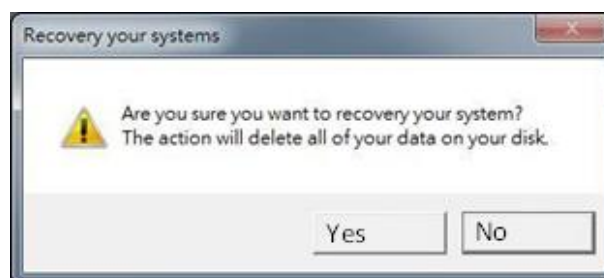 Recovery your systems
Are you sure you want to recovery your system?
The action will delete all of your data on your disk.
Yes
No